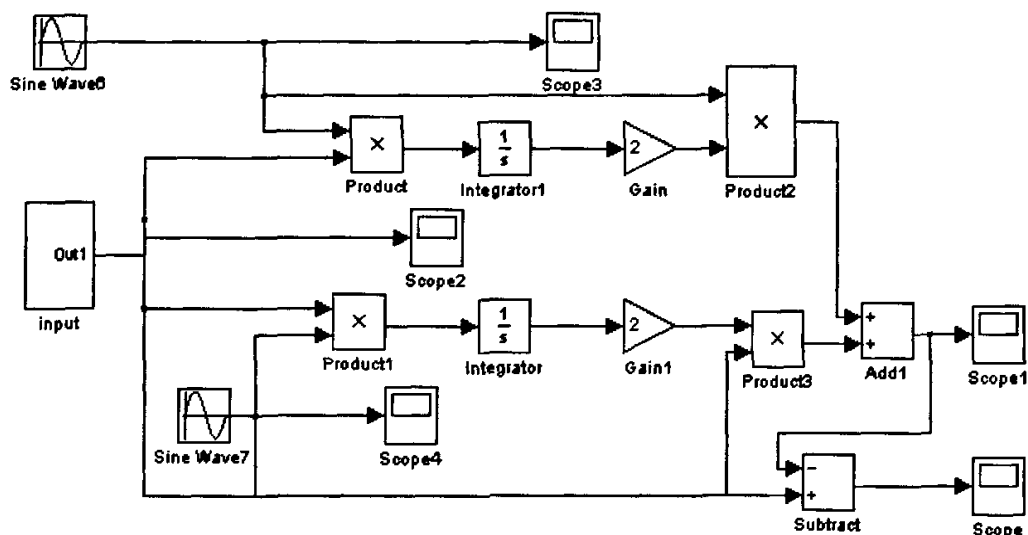 Sine Wave6
Scope3
×
Product
1
s
Integrator1
2
Gain
×
Product2
Out1
input
Scope2
×
Product1
1
s
Integrator
2
Gain1
×
Product3
+
+
Add1
Scope1
Sine Wave7
Scope4
−
+
Subtract
Scope